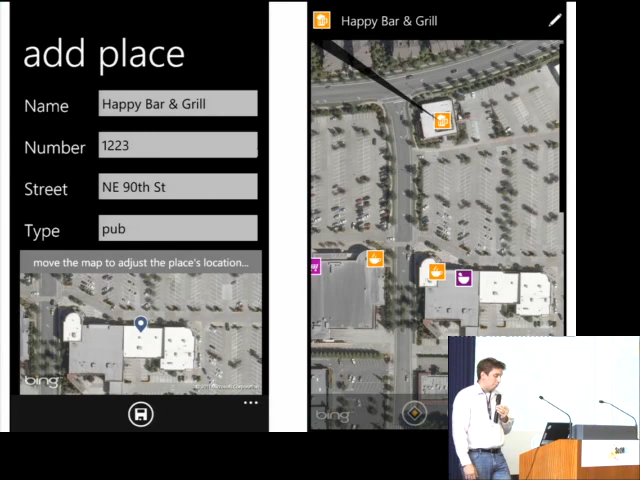 add place
Name Happy Bar & Grill
Number 1223
Street NE 90th St
Type pub
move the map to adjust the place's location...
bing
Happy Bar & Grill
bing